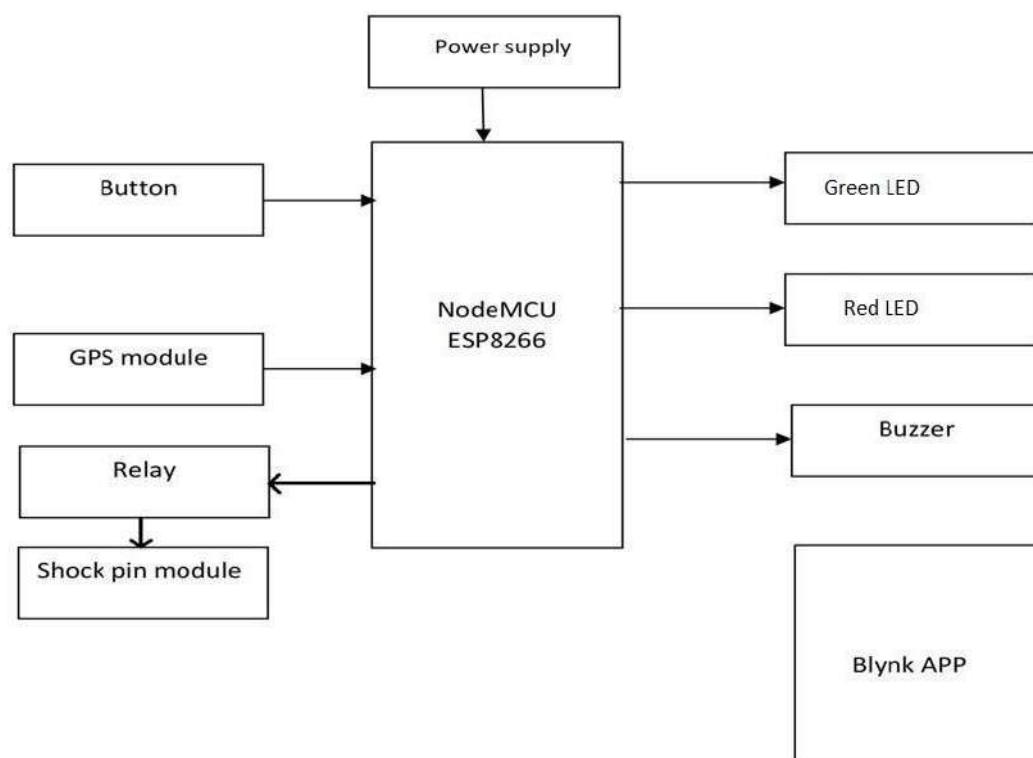 Power supply
Button
Green LED
NodeMCU
ESP8266
Red LED
GPS module
Buzzer
Relay
Shock pin module
Blynk APP